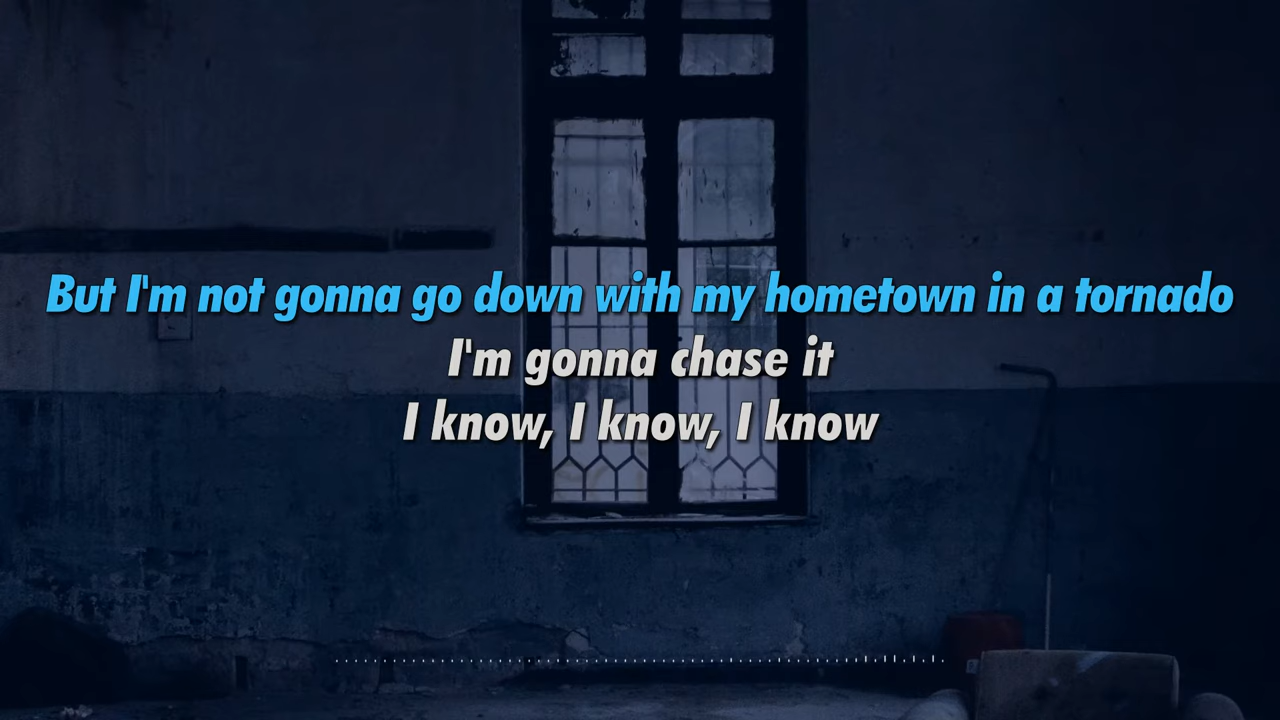 But I'm not gonna go down with my hometown in a tornado
I'm gonna chase it
I know, I know, I know